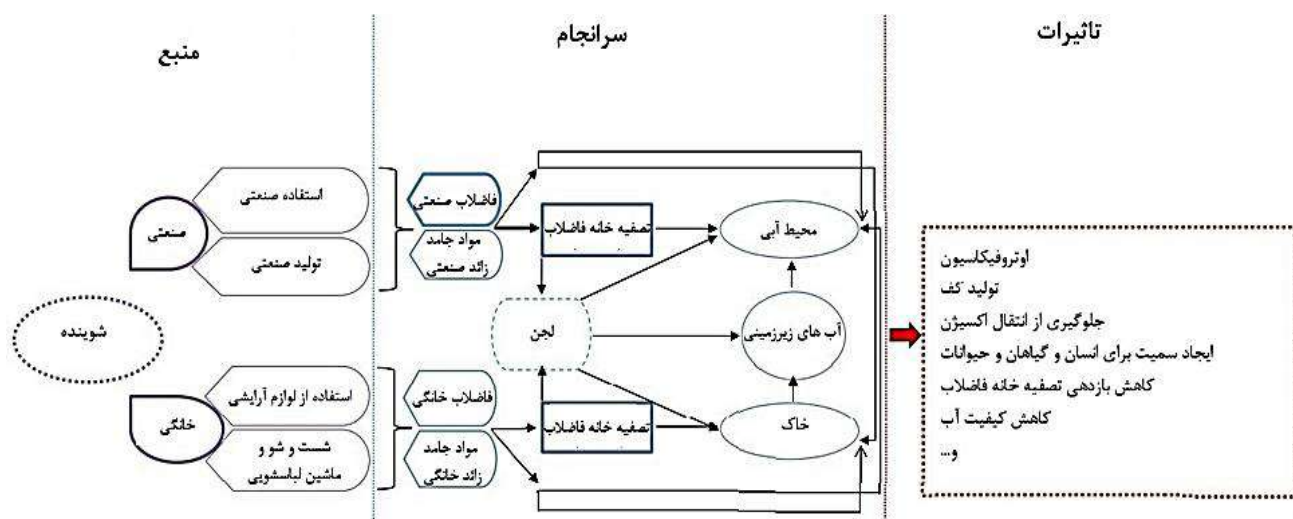 منبع
سرانجام
تاثیرات
شوینده
صنعتی
استفاده صنعتی
تولید صنعتی
خانگی
استفاده از لوازم آرایشی
شست و شو و
ماشین لباسشویی
فاضلاب صنعتی
مواد جامد
زائد صنعتی
فاضلاب خانگی
مواد جامد
زائد خانگی
تصفیه خانه فاضلاب
لجن
تصفیه خانه فاضلاب
محیط آبی
آب های زیرزمینی
خاک
اوتروفیکاسیون
تولید کف
جلوگیری از انتقال اکسیژن
ایجاد سمیت برای انسان و گیاهان و حیوانات
کاهش بازدهی تصفیه خانه فاضلاب
کاهش کیفیت آب
و...